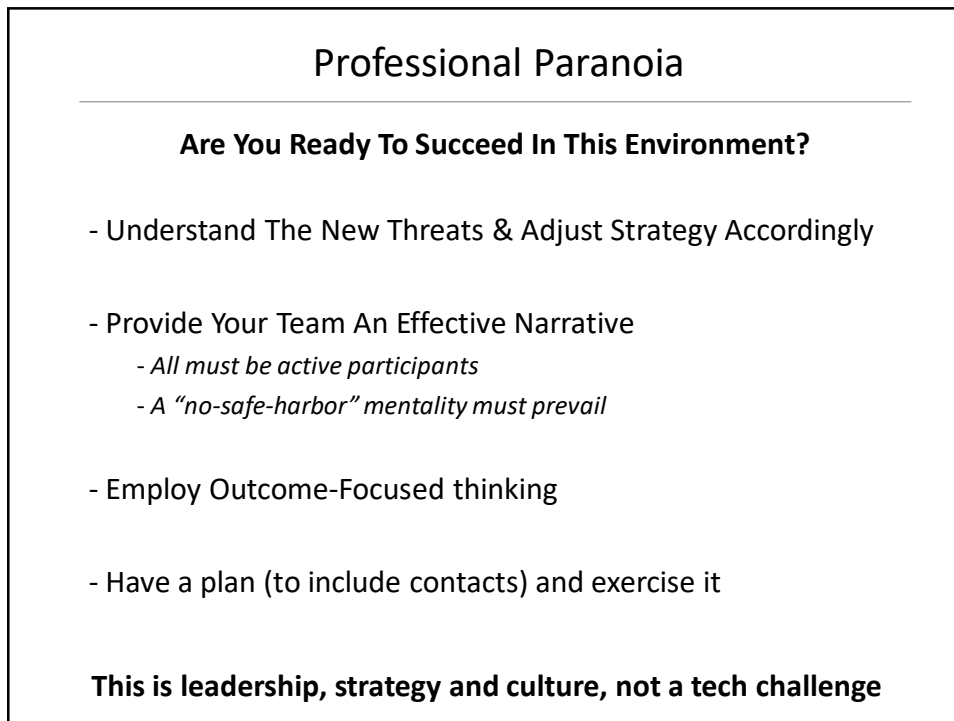 Professional Paranoia
Are You Ready To Succeed In This Environment?
- Understand The New Threats & Adjust Strategy Accordingly
- Provide Your Team An Effective Narrative
- All must be active participants
- A “no-safe-harbor” mentality must prevail
- Employ Outcome-Focused thinking
- Have a plan (to include contacts) and exercise it
This is leadership, strategy and culture, not a tech challenge